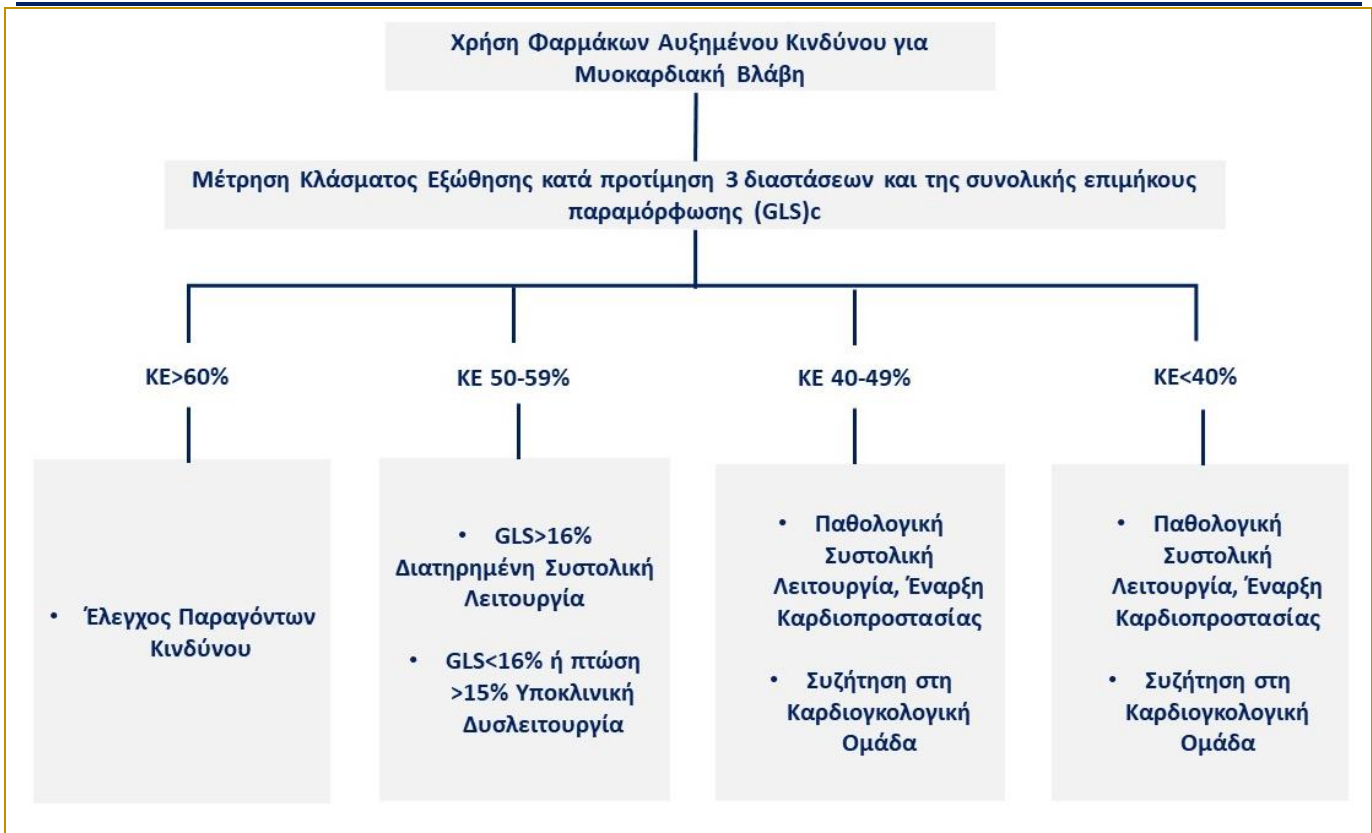 Χρήση Φαρμάκων Αυξημένου Κινδύνου για
Μυοκαρδιακή Βλάβη
Μέτρηση Κλάσματος Εξώθησης κατά προτίμηση 3 διαστάσεων και της συνολικής επιμήκους
παραμόρφωσης (GLS)c
ΚΕ>60%
ΚΕ 50-59%
ΚΕ 40-49%
ΚΕ<40%
• Έλεγχος Παραγόντων
Κινδύνου
• GLS>16%
Διατηρημένη Συστολική
Λειτουργία
• GLS<16% ή πτώση
>15% Υποκλινική
Δυσλειτουργία
• Παθολογική
Συστολική
Λειτουργία, Έναρξη
Καρδιοπροστασίας
• Συζήτηση στη
Καρδιογκολογική
Ομάδα
• Παθολογική
Συστολική
Λειτουργία, Έναρξη
Καρδιοπροστασίας
• Συζήτηση στη
Καρδιογκολογική
Ομάδα